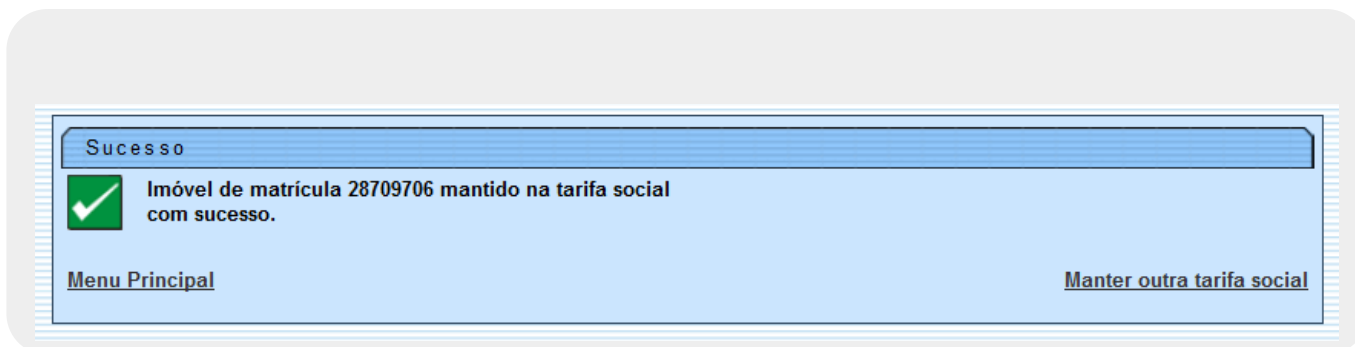 Sucesso
Imóvel de matrícula 28709706 mantido na tarifa social
com sucesso.
Menu Principal
Manter outra tarifa social